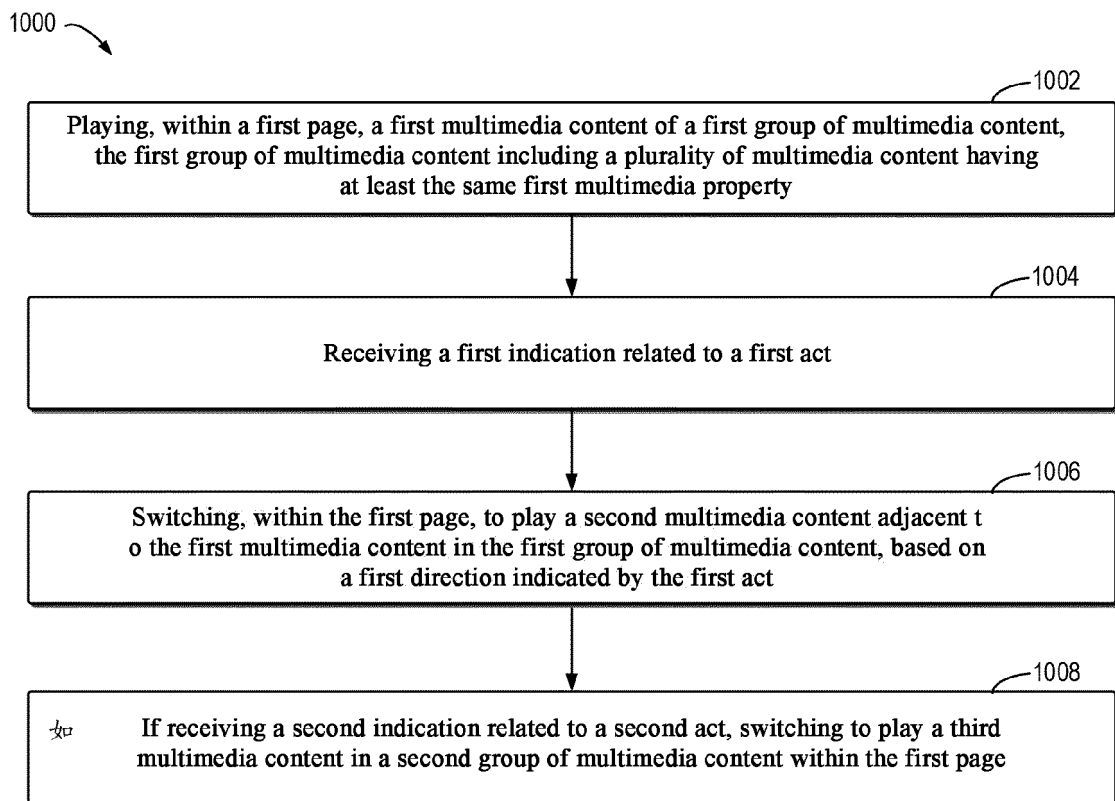 1000
1002
Playing, within a first page, a first multimedia content of a first group of multimedia content,
the first group of multimedia content including a plurality of multimedia content having
at least the same first multimedia property
1004
Receiving a first indication related to a first act
1006
Switching, within the first page, to play a second multimedia content adjacent t
o the first multimedia content in the first group of multimedia content, based on
a first direction indicated by the first act
1008
如 If receiving a second indication related to a second act, switching to play a third
multimedia content in a second group of multimedia content within the first page